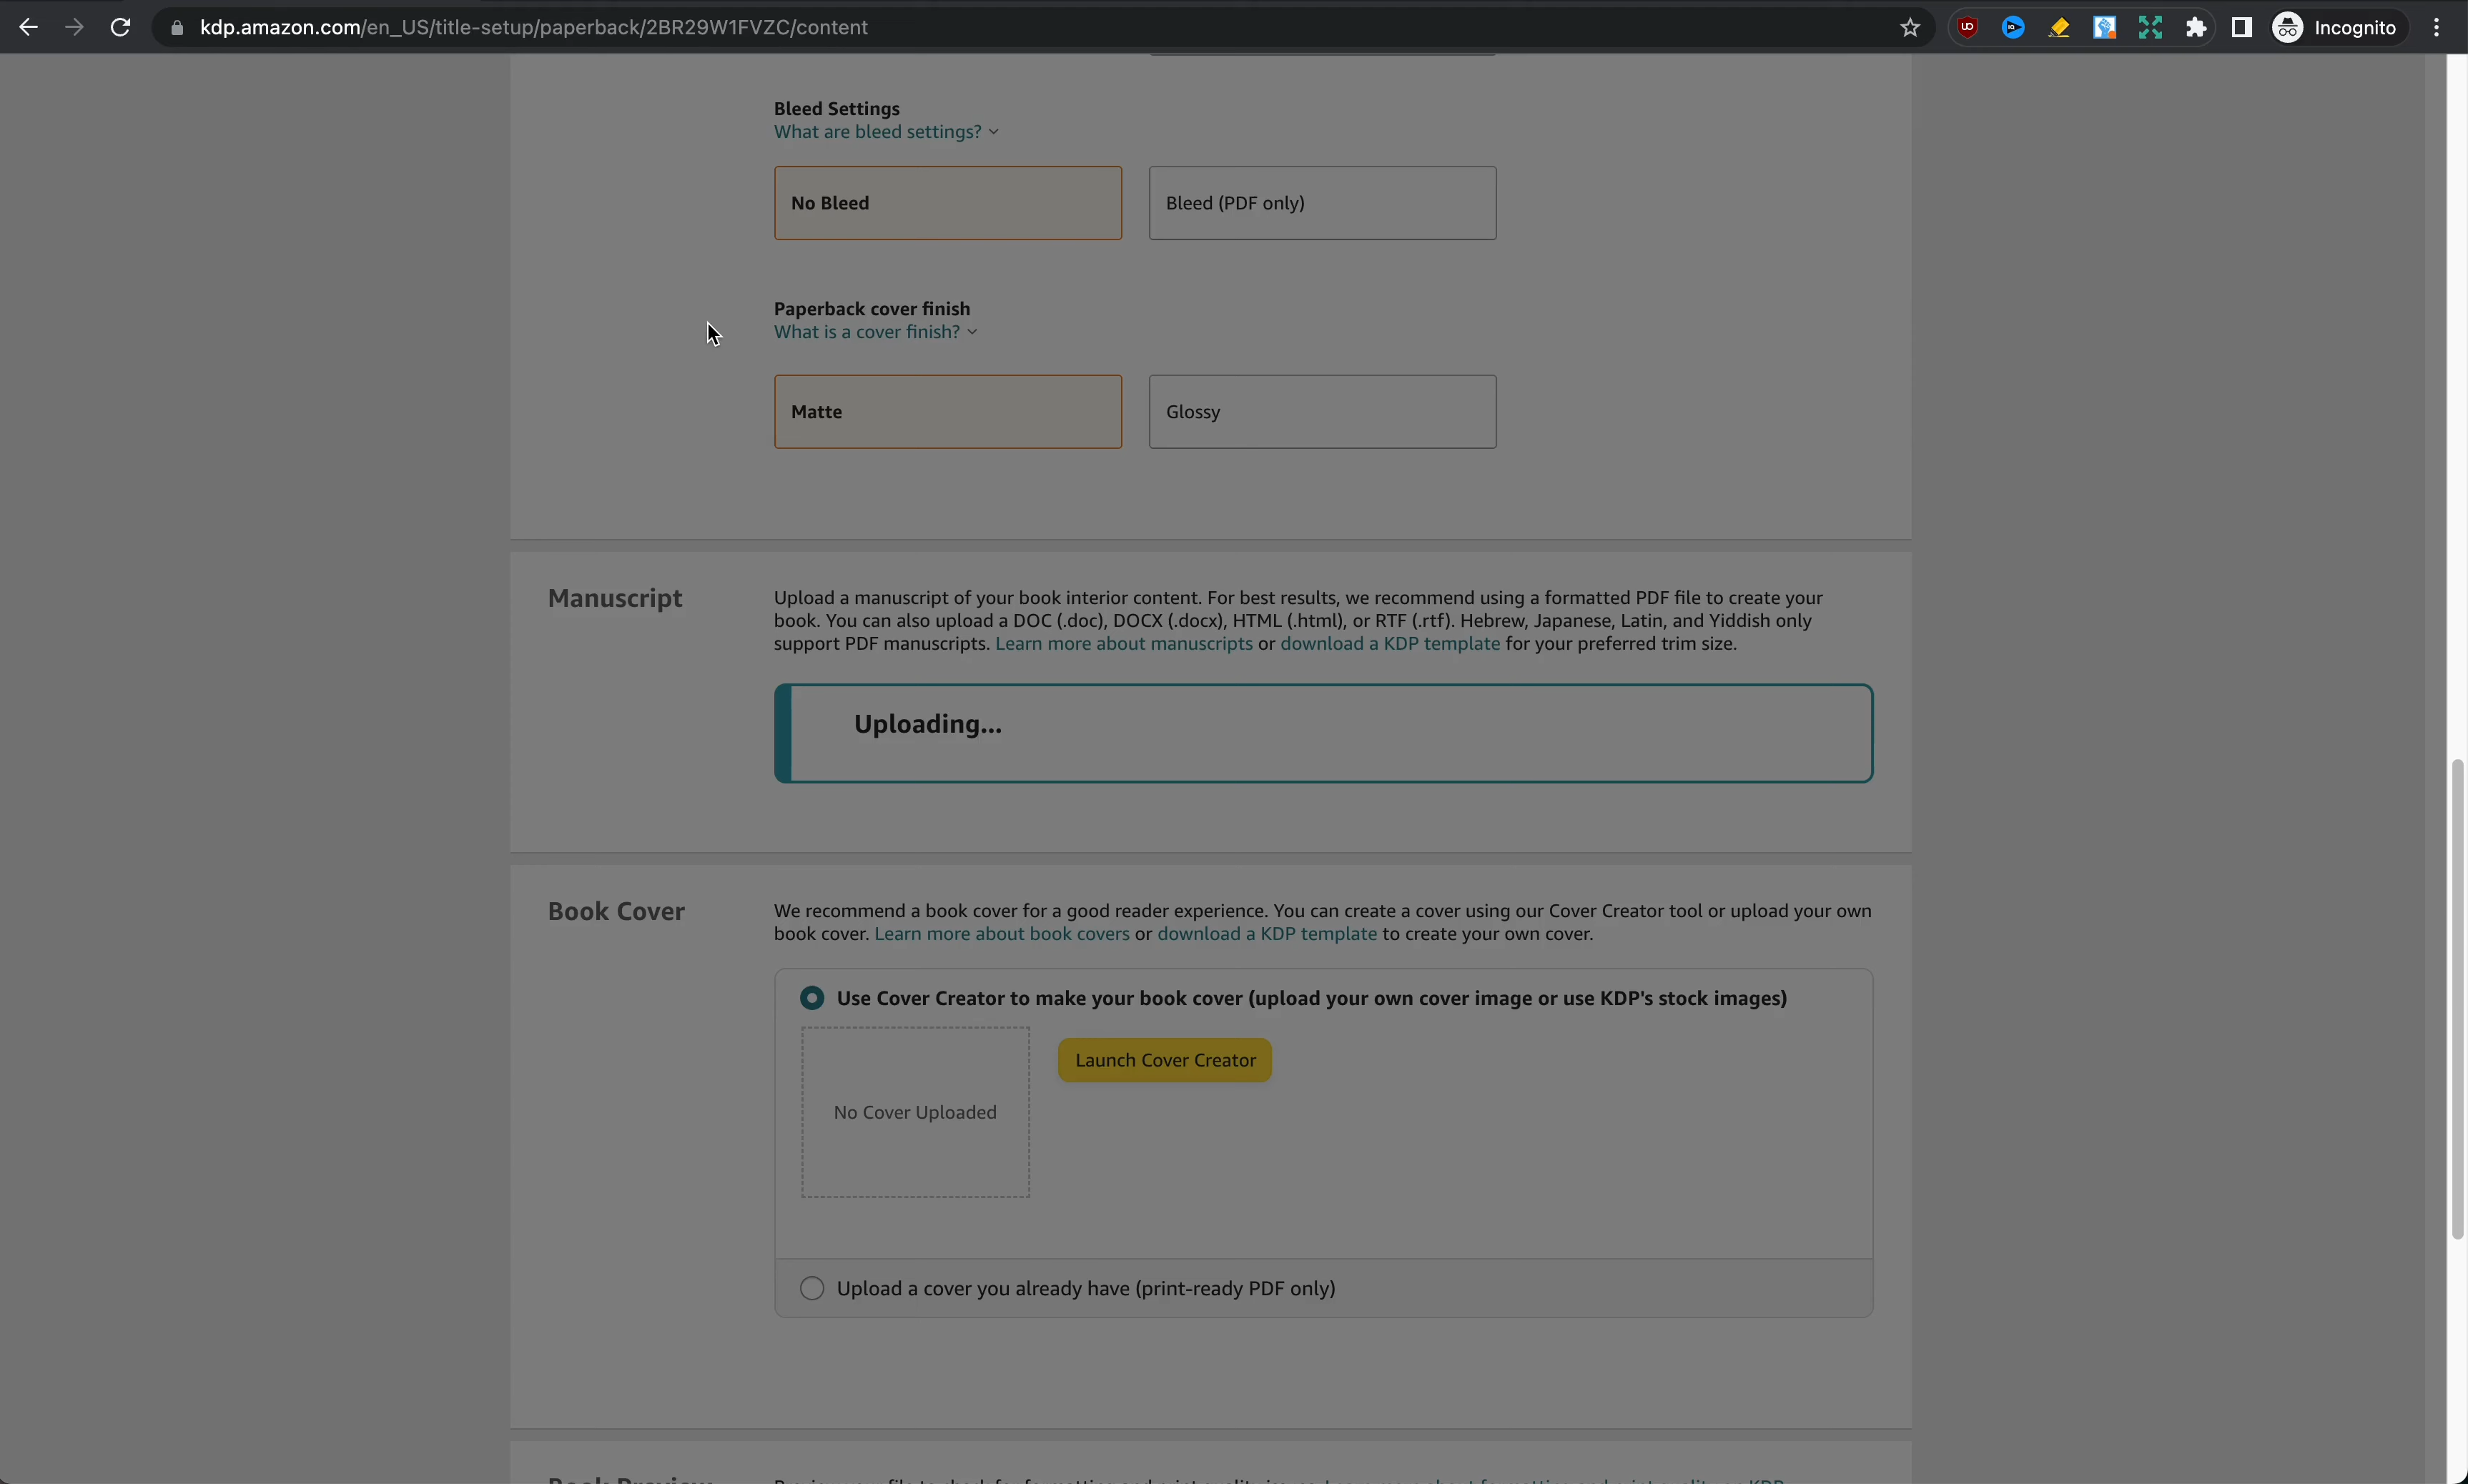 kdp.amazon.com/en_US/title-setup/paperback/2BR29W1FVZC/content
Incognito
Bleed Settings
What are bleed settings?
No Bleed
Bleed (PDF only)
Paperback cover finish
What is a cover finish?
Matte
Glossy
Manuscript
Upload a manuscript of your book interior content. For best results, we recommend using a formatted PDF file to create your
book. You can also upload a DOC (.doc), DOCX (.docx), HTML (.html), or RTF (.rtf). Hebrew, Japanese, Latin, and Yiddish only
support PDF manuscripts. Learn more about manuscripts or download a KDP template for your preferred trim size.
Uploading...
Book Cover
We recommend a book cover for a good reader experience. You can create a cover using our Cover Creator tool or upload your own
book cover. Learn more about book covers or download a KDP template to create your own cover.
Use Cover Creator to make your book cover (upload your own cover image or use KDP's stock images)
Launch Cover Creator
No Cover Uploaded
Upload a cover you already have (print-ready PDF only)